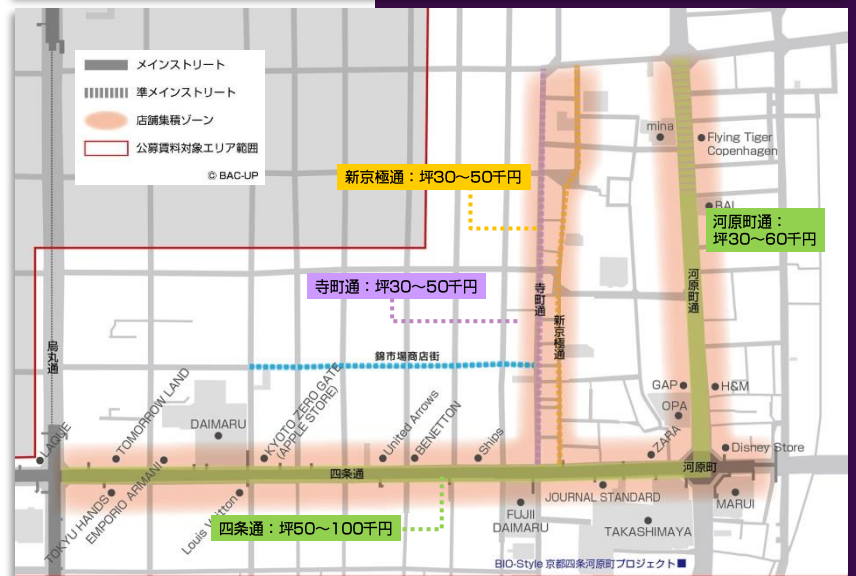 メインストリート
準メインストリート
店舗集積ゾーン
公募賃料対象エリア範囲
© BAC-UP
mina
Flying Tiger
Copenhagen
BAL
新京極通：坪30〜50千円
河原町通：
坪30〜60千円
寺町通：坪30〜50千円
寺町通
新京極通
河原町通
烏丸通
錦市場商店街
LAQUE
TOMORROW LAND
DAIMARU
KYOTO ZERO GATE
(APPLE STORE)
United Arrows
BENETTON
Ships
GAP
H&M
OPA
ZARA
Disney Store
四条通
河原町
TOKYU HANDS
EMPORIO ARMANI
Louis Vuitton
四条通：坪50〜100千円
FUJII
DAIMARU
JOURNAL STANDARD
TAKASHIMAYA
MARUI
BIO-Style 京都四条河原町プロジェクト■